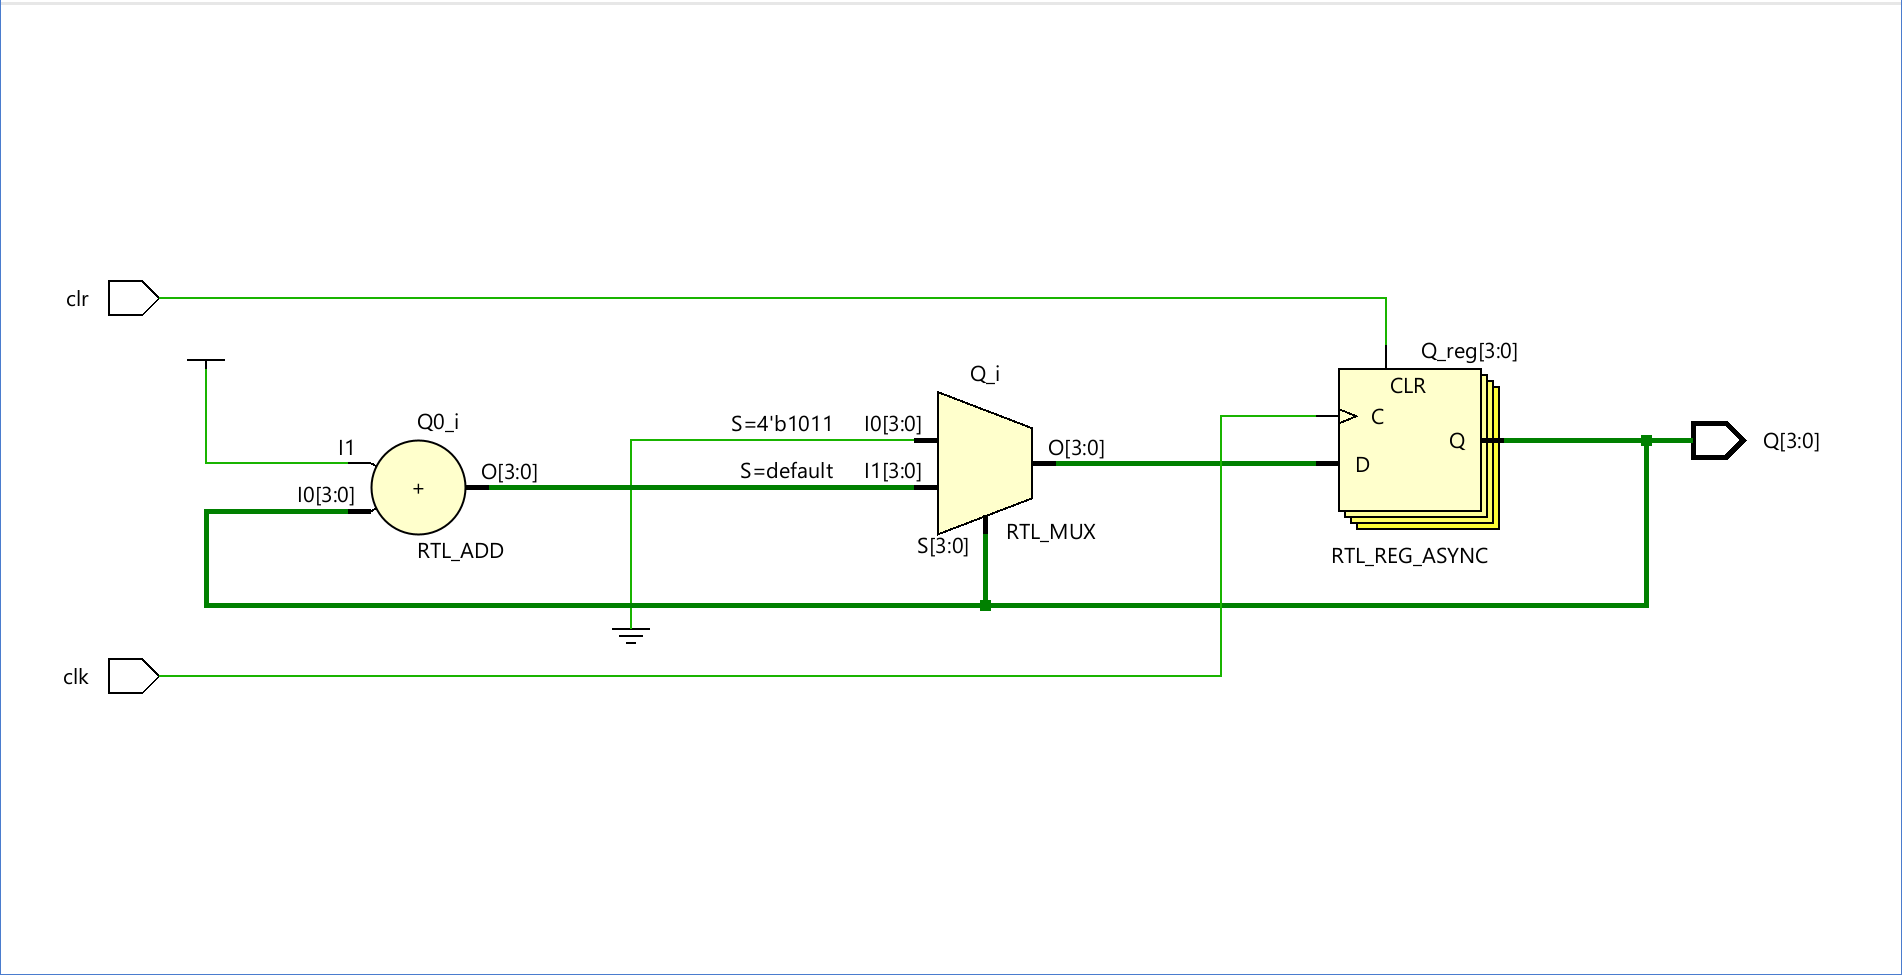 clr
Q_reg[3:0]
CLR
Q_i
C
Q0_i
S=4'b1011 I0[3:0]
I1
O[3:0]
Q
Q[3:0]
D
O[3:0]
S=default I1[3:0]
+
I0[3:0]
RTL_MUX
S[3:0]
RTL_ADD
RTL_REG_ASYNC
clk